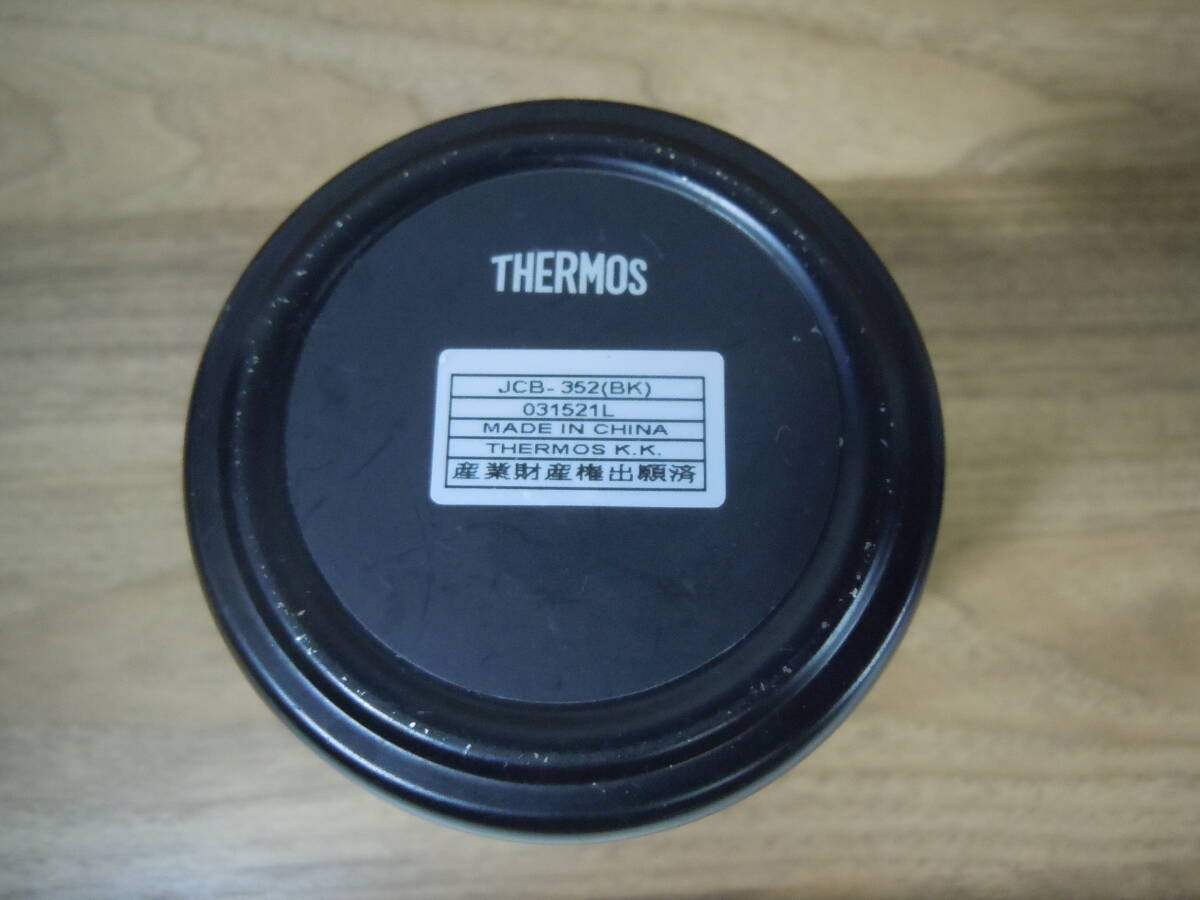 THERMOS
JCB-352(BK)
031521L
MADE IN CHINA
THERMOS K.K.
産業財産権出願済